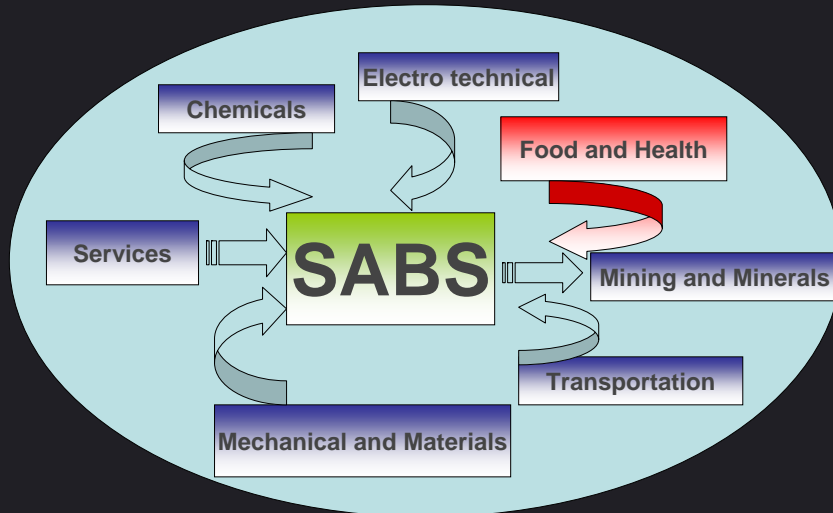 Electro technical
Chemicals
Food and Health
Services
SABS
Mining and Minerals
Transportation
Mechanical and Materials